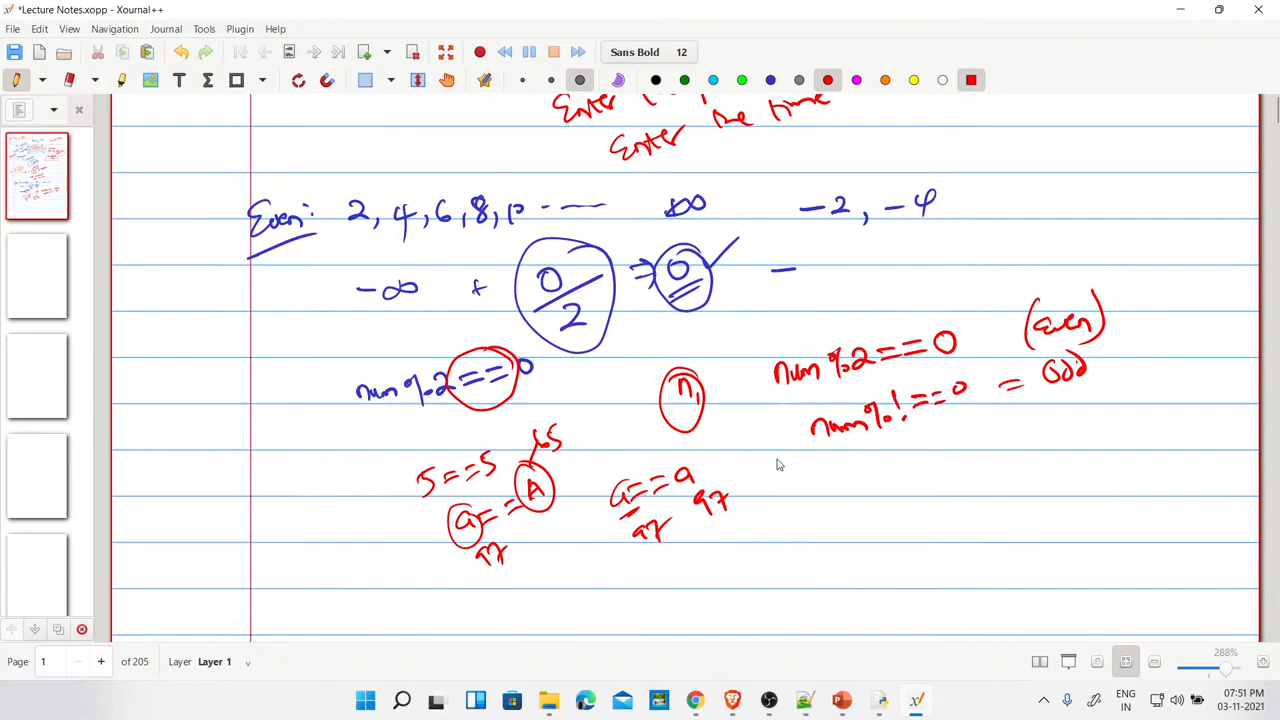 *Lecture Notes.xopp - Xournal++
File Edit View Navigation Journal Tools Plugin Help
Sans Bold 12
Enter the
Enter the time
Even: 2, 4, 6, 8, 10 ------ ∞ -2, -4
-∞ + 0/2 => 0 -
num%2==0 n1 num%2==0 (Even)
num%!==0 = Odd
5==5 65
a==A a==a
97 97 97
Page 1 of 205 Layer Layer 1 288%
ENG 07:51 PM
IN 03-11-2021